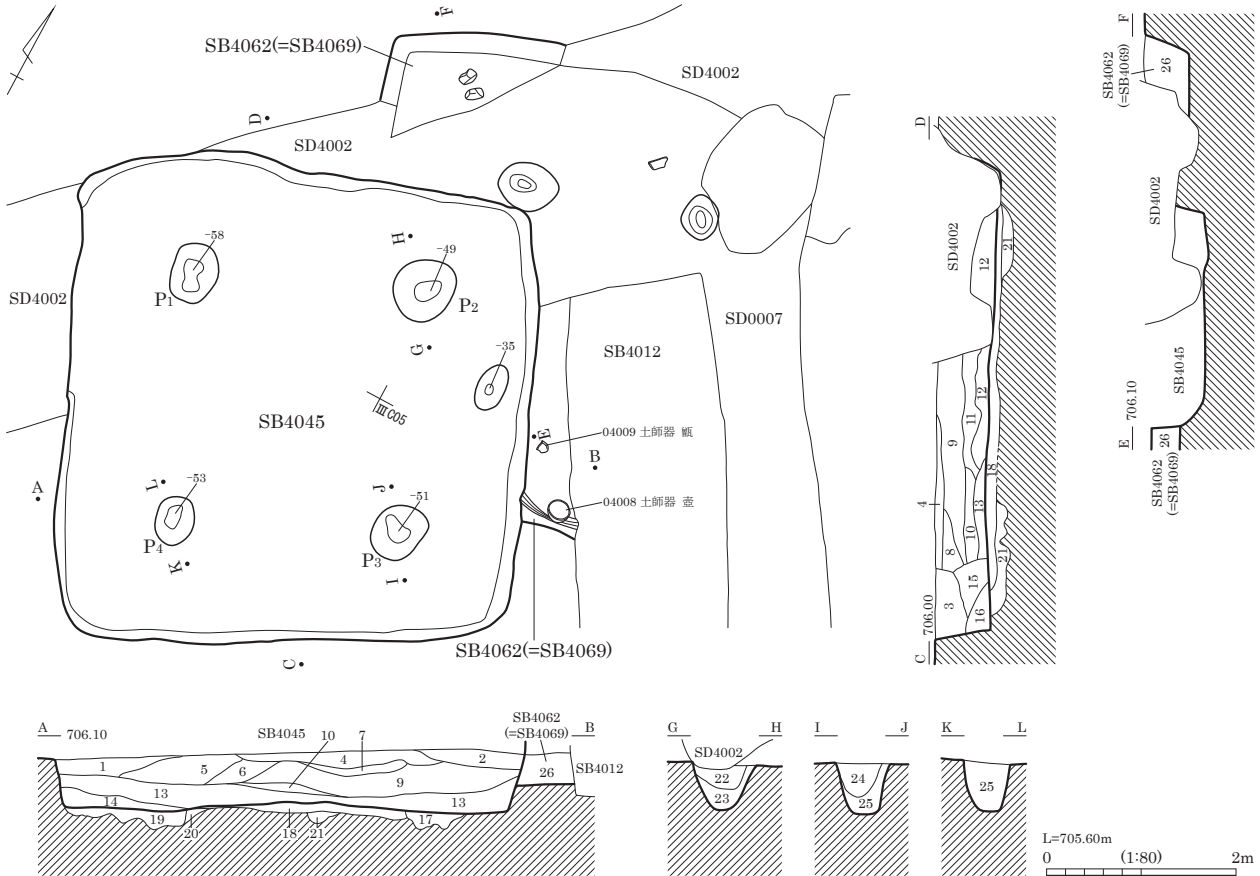 F
SB4062(=SB4069)
SD4002
D
SD4002
H
-58
-49
P1
P2
SD4002
G
-35
SD0007
SB4012
ⅢC05
SB4045
E
04009 土師器 甑
B
A
L
-53
J
-51
04008 土師器 壺
P4
P3
K
I
SB4062(=SB4069)
C
D
SD4002
12
21
12
11
9
18
13
4
10
8
21
15
3
16
706.00
C
F
SB4062
(=SB4069)
26
SD4002
SB4045
706.10
E
26
SB4062
(=SB4069)
A
706.10
SB4045
10
7
SB4062
(=SB4069)
B
1
5
6
4
2
9
26
SB4012
13
13
14
19
20
18
21
17
G
H
SD4002
22
23
I
J
24
25
K
L
25
L=705.60m
0
(1:80)
2m